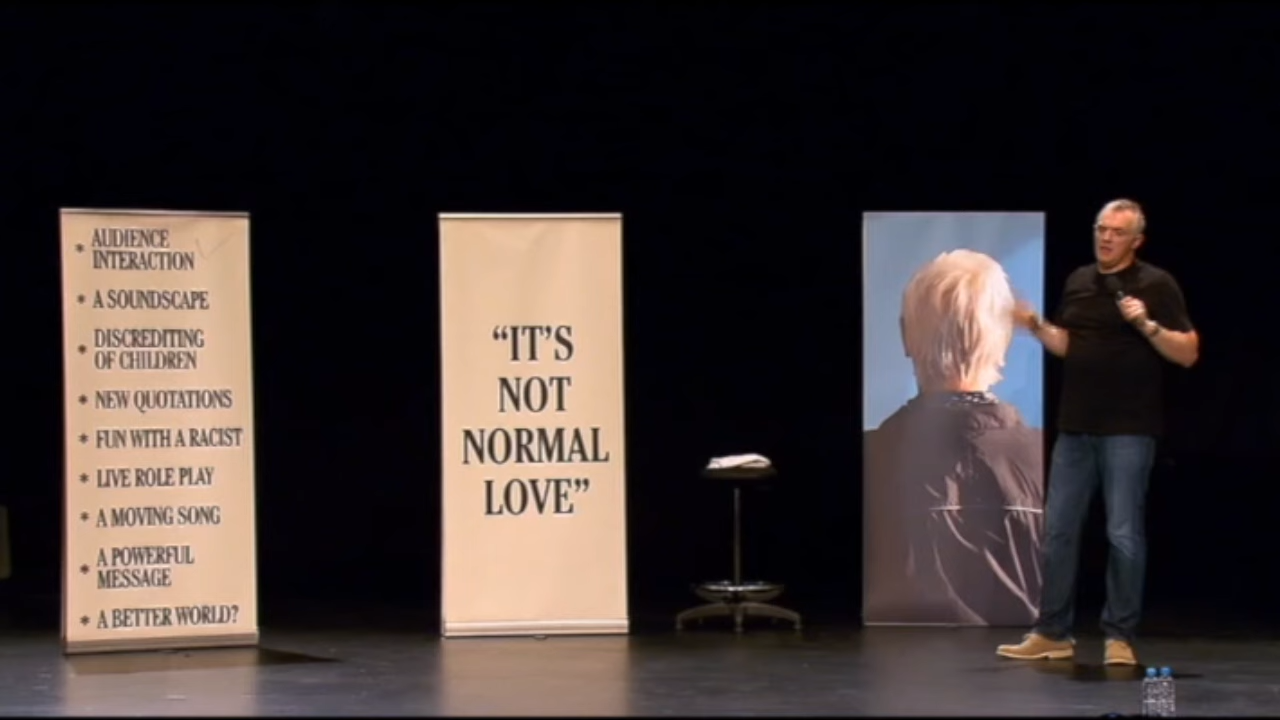 * AUDIENCE
INTERACTION
* A SOUNDSCAPE
* DISCREDITING
OF CHILDREN
* NEW QUOTATIONS
* FUN WITH A RACIST
* LIVE ROLE PLAY
* A MOVING SONG
* A POWERFUL
MESSAGE
* A BETTER WORLD?
“IT’S
NOT
NORMAL
LOVE”